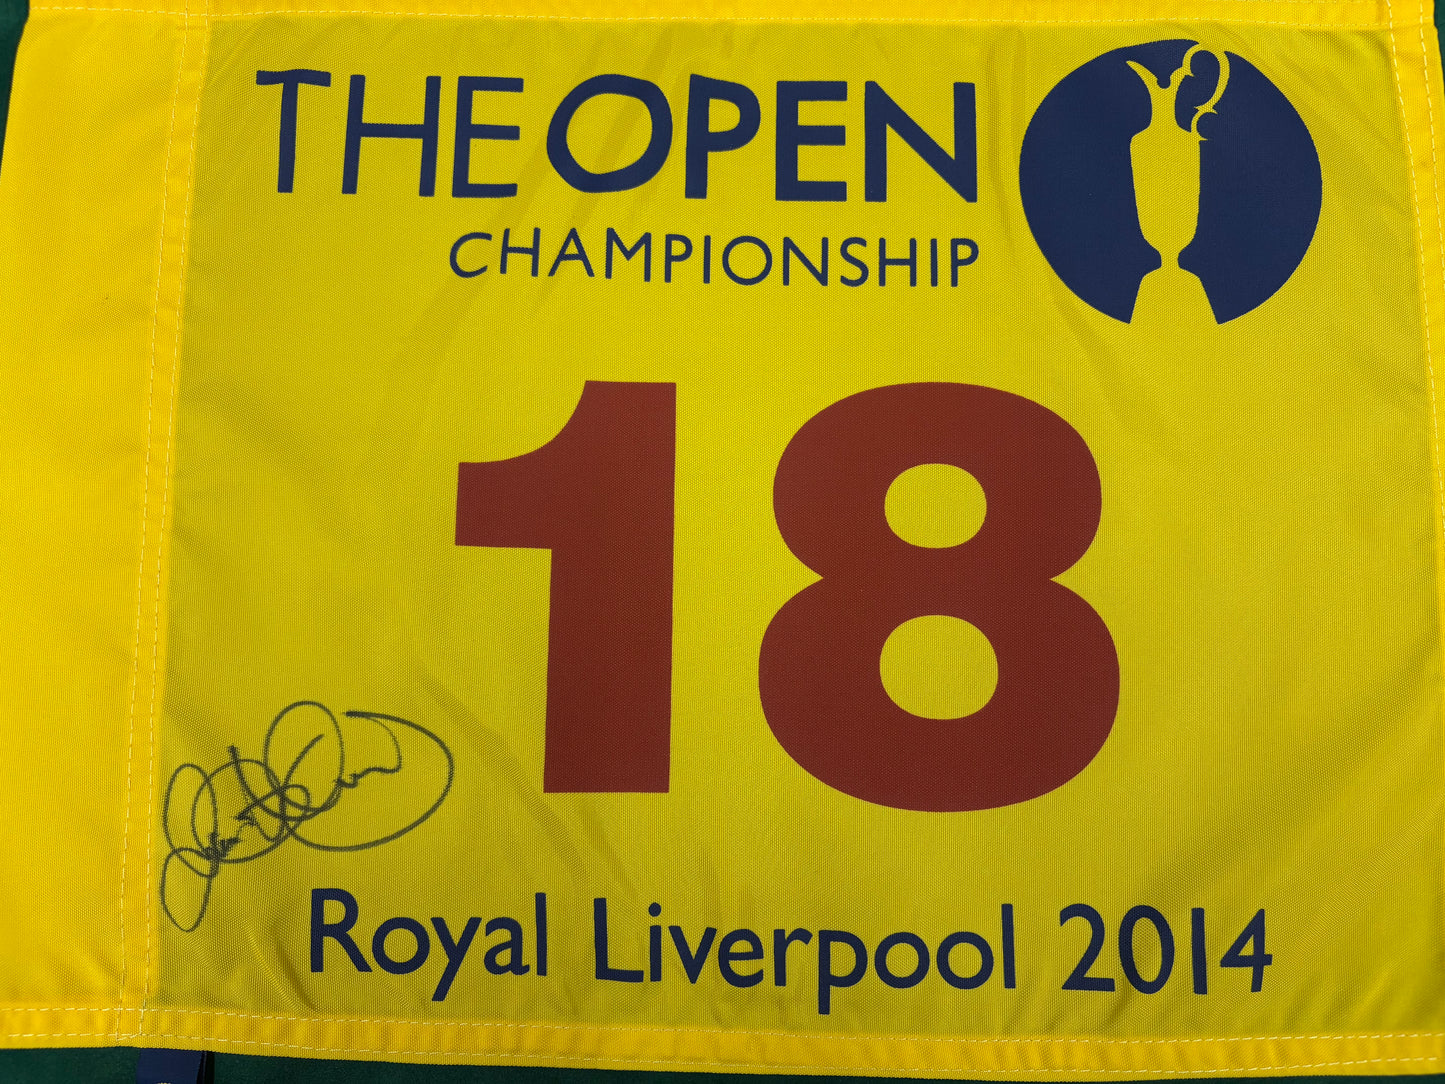 THE OPEN
CHAMPIONSHIP
18
Royal Liverpool 2014